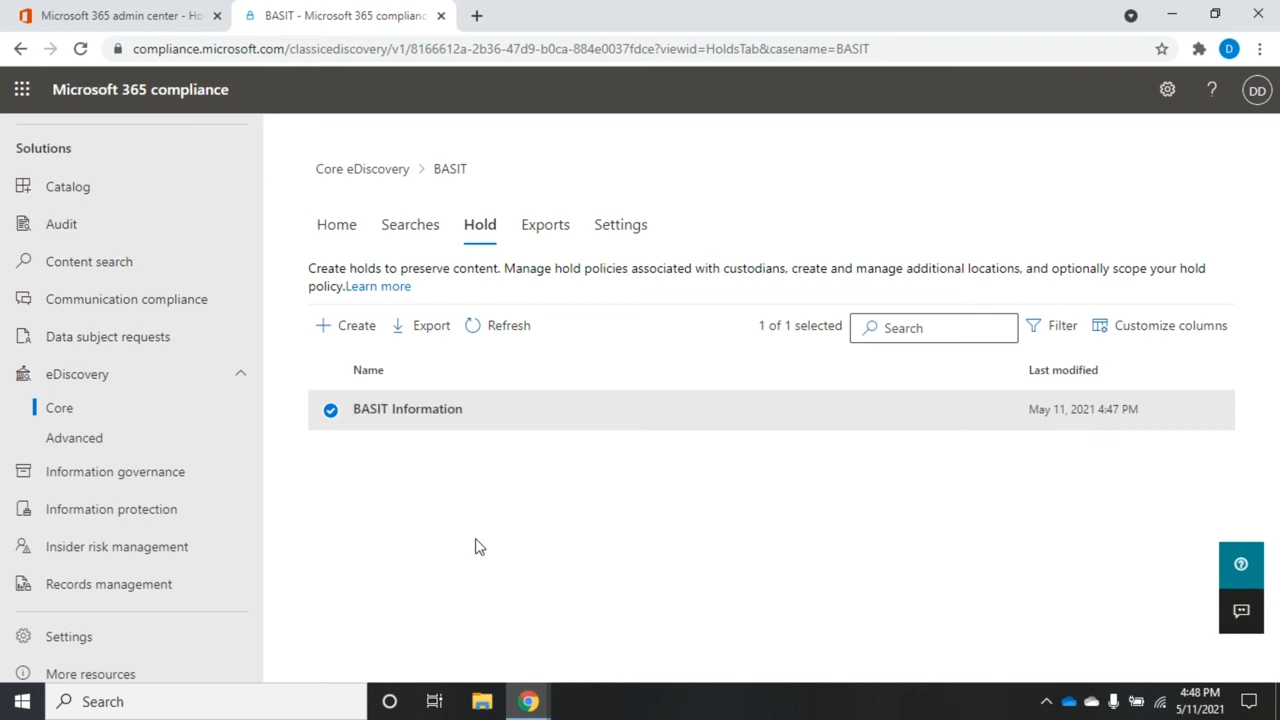 Microsoft 365 admin center - Ho
BASIT - Microsoft 365 complianc
compliance.microsoft.com/classicediscovery/v1/8166612a-2b36-47d9-b0ca-884e0037fdce?viewid=HoldsTab&casename=BASIT
D
Microsoft 365 compliance
DD
Solutions
Catalog
Audit
Content search
Communication compliance
Data subject requests
eDiscovery
Core
Advanced
Information governance
Information protection
Insider risk management
Records management
Settings
More resources
Core eDiscovery > BASIT
Home Searches Hold Exports Settings
Create holds to preserve content. Manage hold policies associated with custodians, create and manage additional locations, and optionally scope your hold
policy.Learn more
Create Export Refresh 1 of 1 selected Search Filter Customize columns
Name Last modified
BASIT Information May 11, 2021 4:47 PM
Search
4:48 PM
5/11/2021